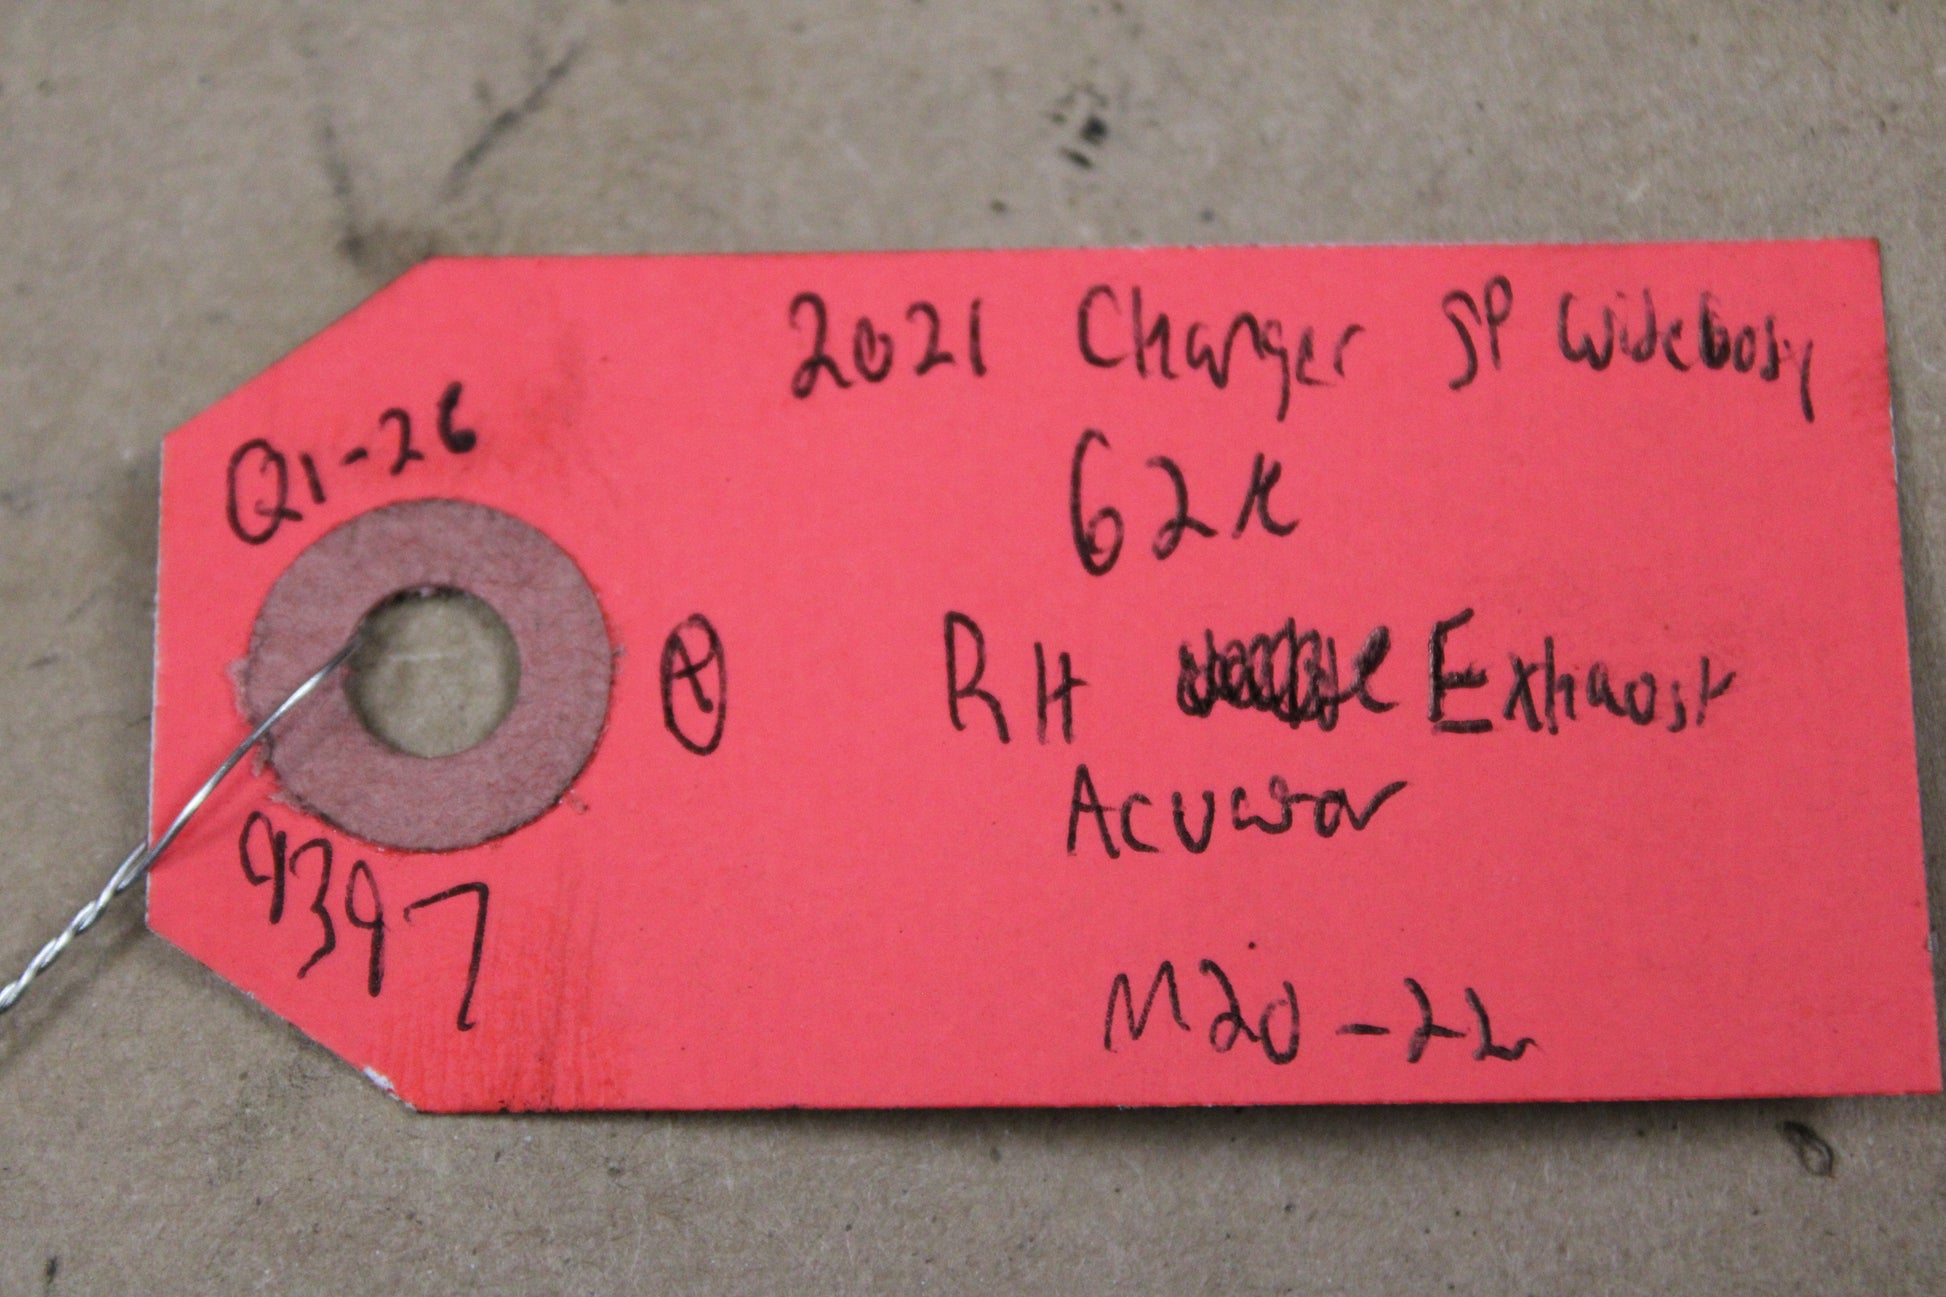 2021 Charger SP Widebody
Q1-26
62K
A
RH Exhaust
Acuator
9397
M20-22